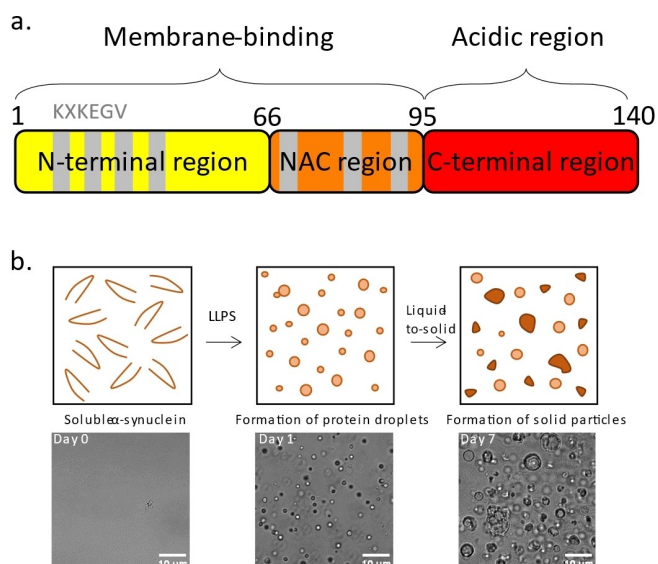 a.
Membrane-binding
Acidic region
1
KXKEGV
66
95
140
N-terminal region
NAC region
C-terminal region
b.
LLPS
Liquid-
to-solid
Soluble α-synuclein
Formation of protein droplets
Formation of solid particles
Day 0
Day 1
Day 7
10 µm
10 µm
10 µm